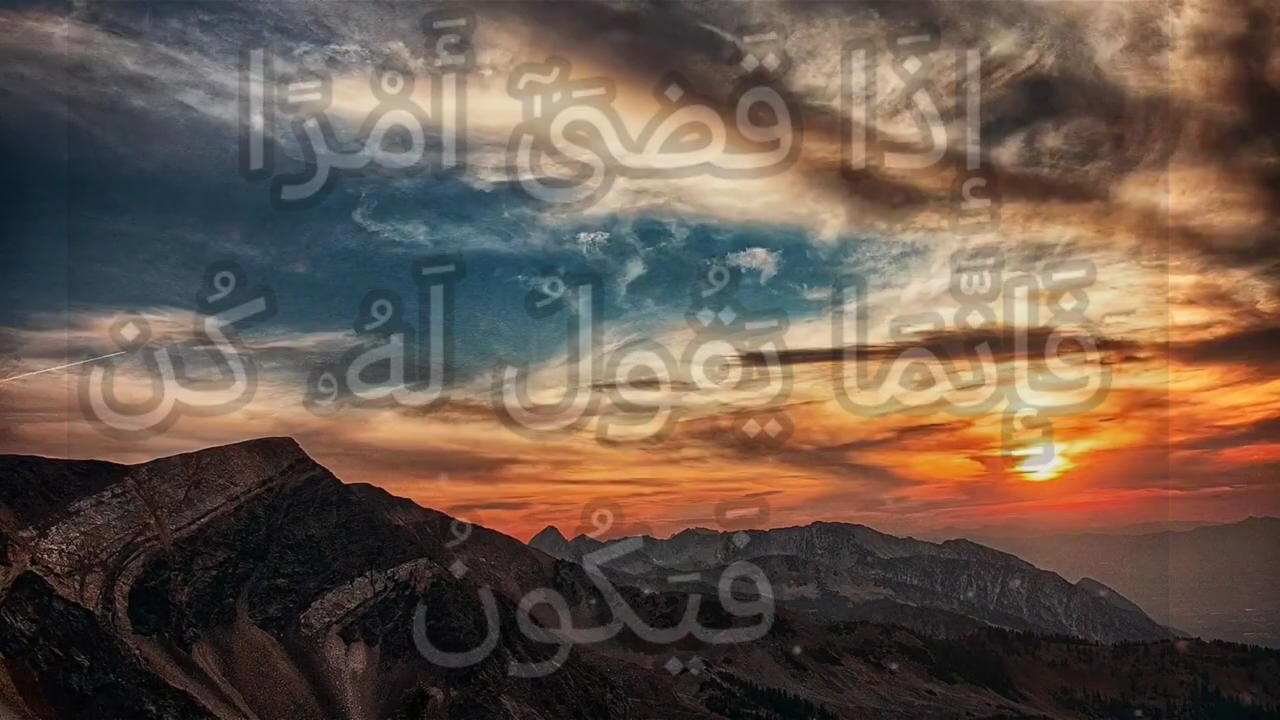 إِذَا قَضَىٰٓ أَمْرًا
فَإِنَّمَا يَقُولُ لَهُۥ كُن
فَيَكُونُ